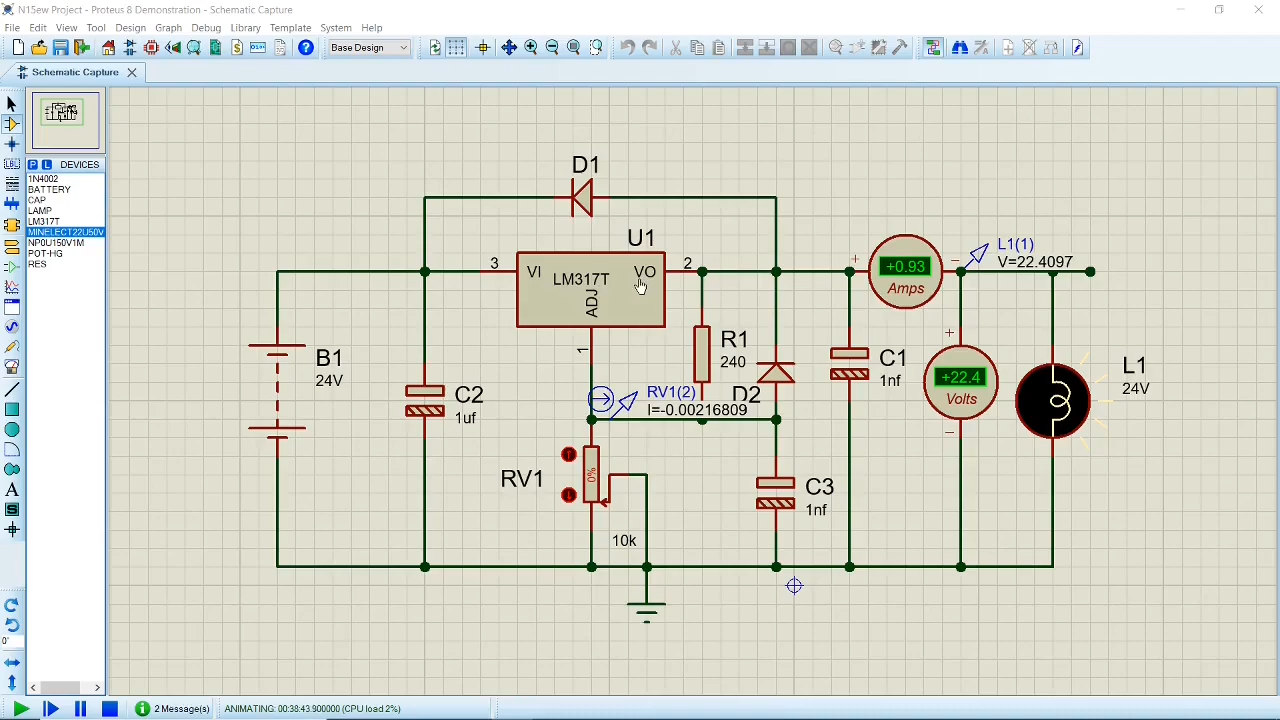 N15ew Project - Proteus 8 Demonstration - Schematic Capture
File Edit View Tool Design Graph Debug Library Template System Help
Base Design
Schematic Capture
P L DEVICES
1N4002
BATTERY
CAP
LAMP
LM317T
MINELECT22U50V
NP0U150V1M
POT-HG
RES
D1
U1
3
VI
LM317T
VO
2
ADJ
1
B1
24V
C2
1uf
R1
240
D2
RV1(2)
I=-0.00216809
RV1
0%
10k
C3
1nf
C1
1nf
+
+0.93
Amps
−
L1(1)
V=22.4097
+
+22.4
Volts
−
L1
24V
2 Message(s)
ANIMATING: 00:38:43.900000 (CPU load 2%)